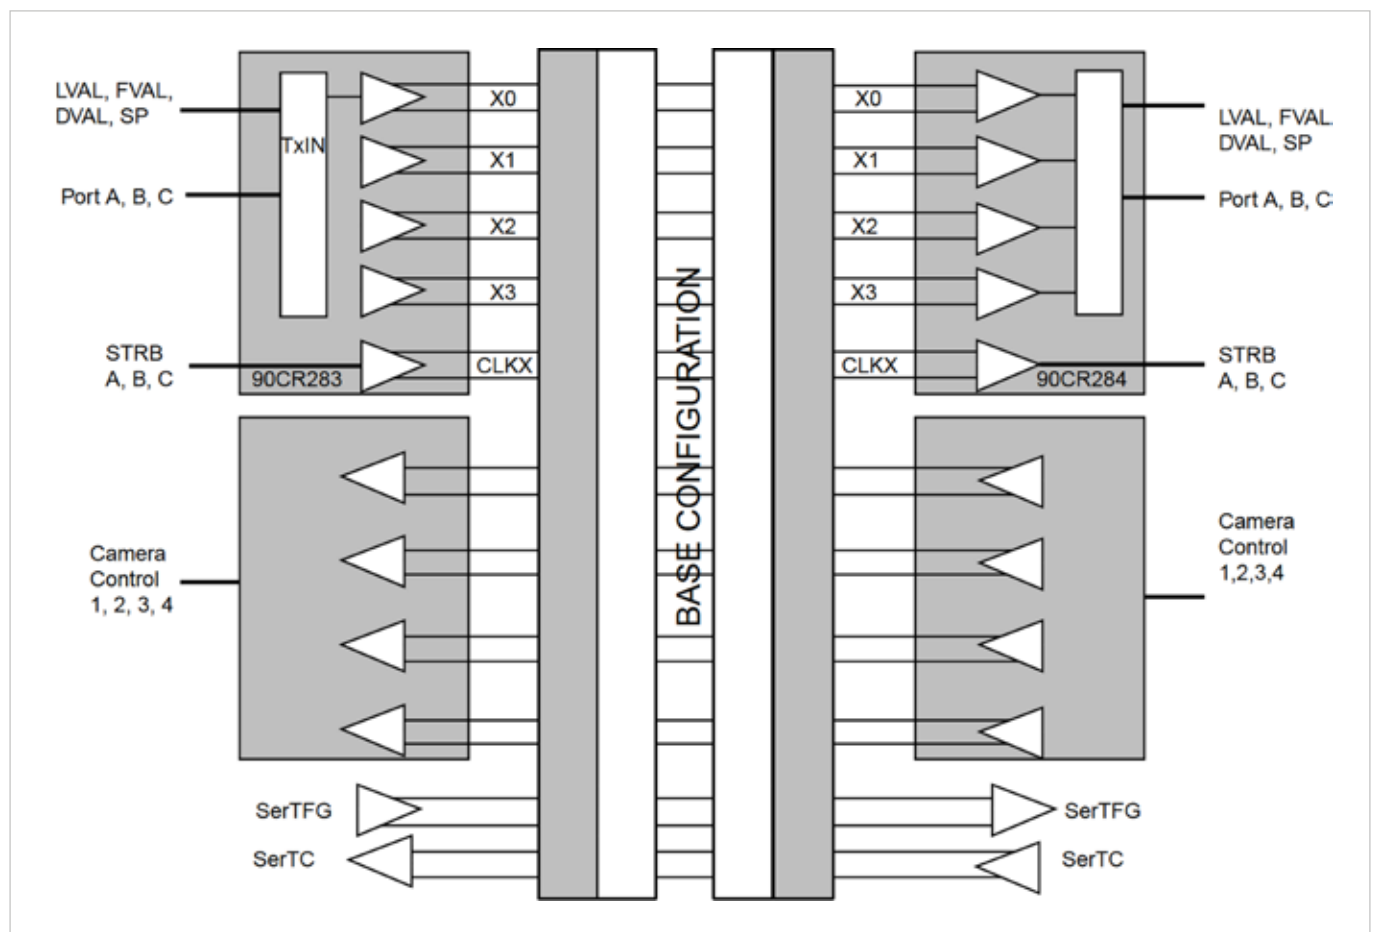 LVAL, FVAL,
DVAL, SP
TxIN
Port A, B, C
STRB
A, B, C
90CR283
X0
X1
X2
X3
CLKX
Camera
Control
1, 2, 3, 4
SerTFG
SerTC
BASE CONFIGURATION
X0
X1
X2
X3
CLKX
LVAL, FVAL,
DVAL, SP
Port A, B, C
90CR284
STRB
A, B, C
Camera
Control
1,2,3,4
SerTFG
SerTC